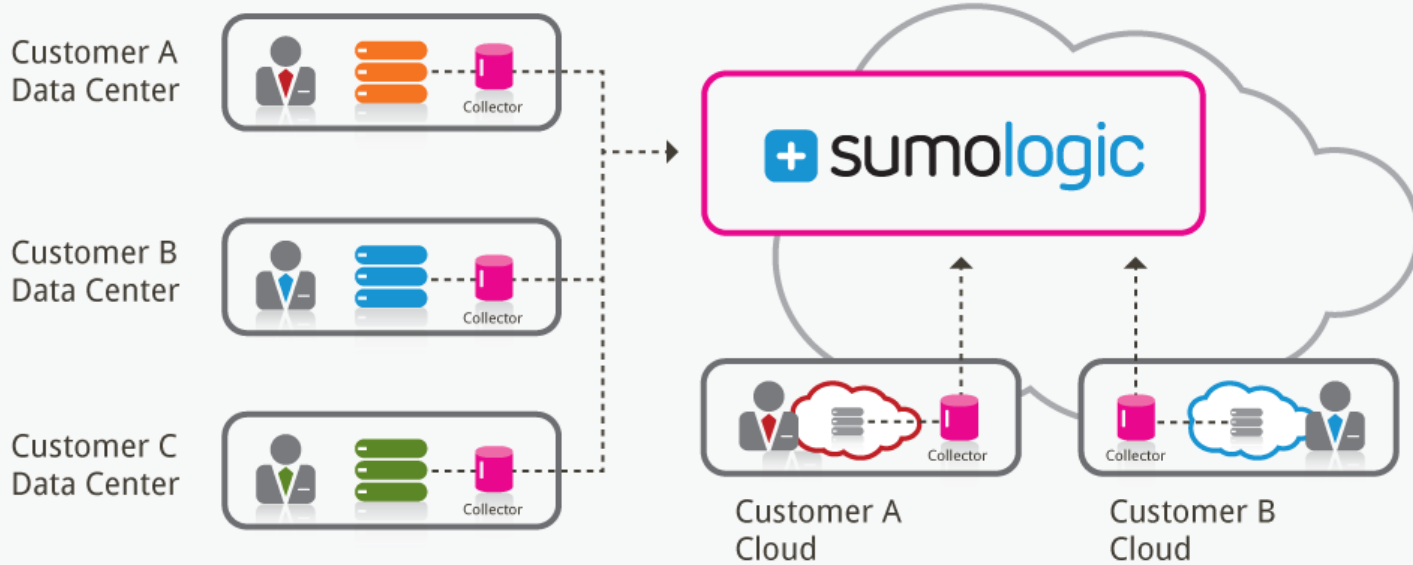 Customer A
Data Center
Collector
sumologic
Customer B
Data Center
Collector
Customer C
Data Center
Collector
Collector
Collector
Customer A
Cloud
Customer B
Cloud